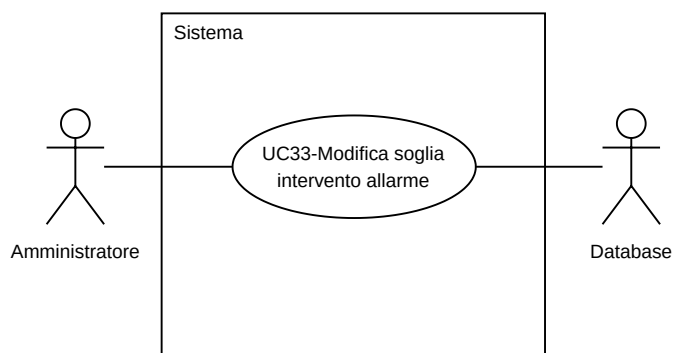 Sistema
UC33-Modifica soglia
intervento allarme
Amministratore
Database